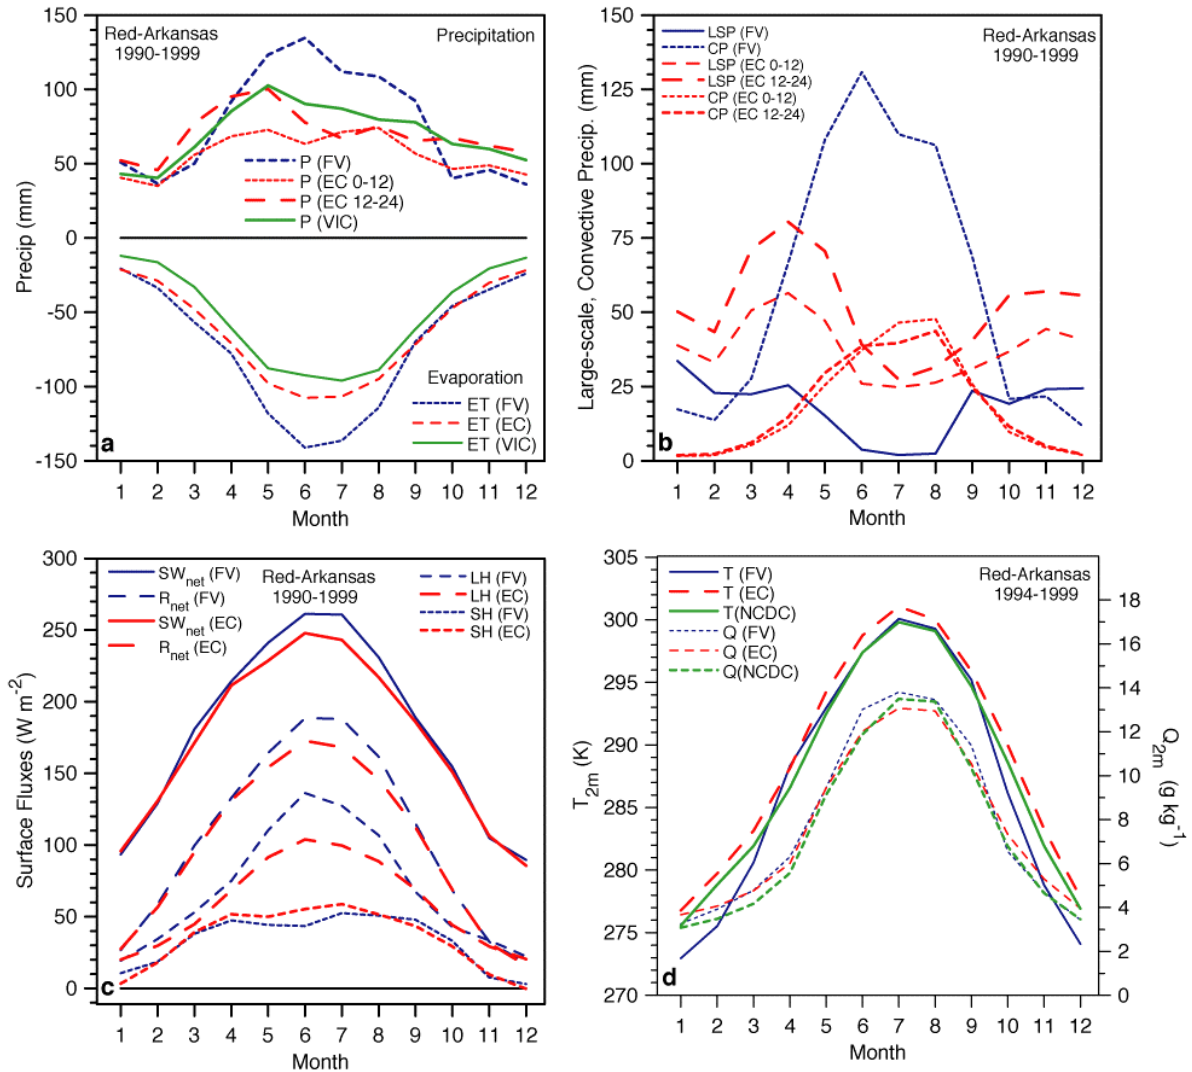 Red-Arkansas
1990-1999
Precipitation
150
100
50
0
-50
-100
-150
Precip (mm)
P (FV)
P (EC 0-12)
P (EC 12-24)
P (VIC)
Evaporation
ET (FV)
ET (EC)
ET (VIC)
a
1 2 3 4 5 6 7 8 9 10 11 12
Month
LSP (FV)
CP (FV)
LSP (EC 0-12)
LSP (EC 12-24)
CP (EC 0-12)
CP (EC 12-24)
Red-Arkansas
1990-1999
150
125
100
75
50
25
0
Large-scale, Convective Precip. (mm)
b
1 2 3 4 5 6 7 8 9 10 11 12
Month
300
250
200
150
100
50
0
Surface Fluxes (W m-2)
SWnet (FV)
Rnet (FV)
SWnet (EC)
Rnet (EC)
Red-Arkansas
1990-1999
LH (FV)
LH (EC)
SH (FV)
SH (EC)
c
1 2 3 4 5 6 7 8 9 10 11 12
Month
305
300
295
290
285
280
275
270
T2m (K)
T (FV)
T (EC)
T(NCDC)
Q (FV)
Q (EC)
Q(NCDC)
Red-Arkansas
1994-1999
18
16
14
12
10
8
6
4
2
0
Q2m (g kg-1)
d
1 2 3 4 5 6 7 8 9 10 11 12
Month